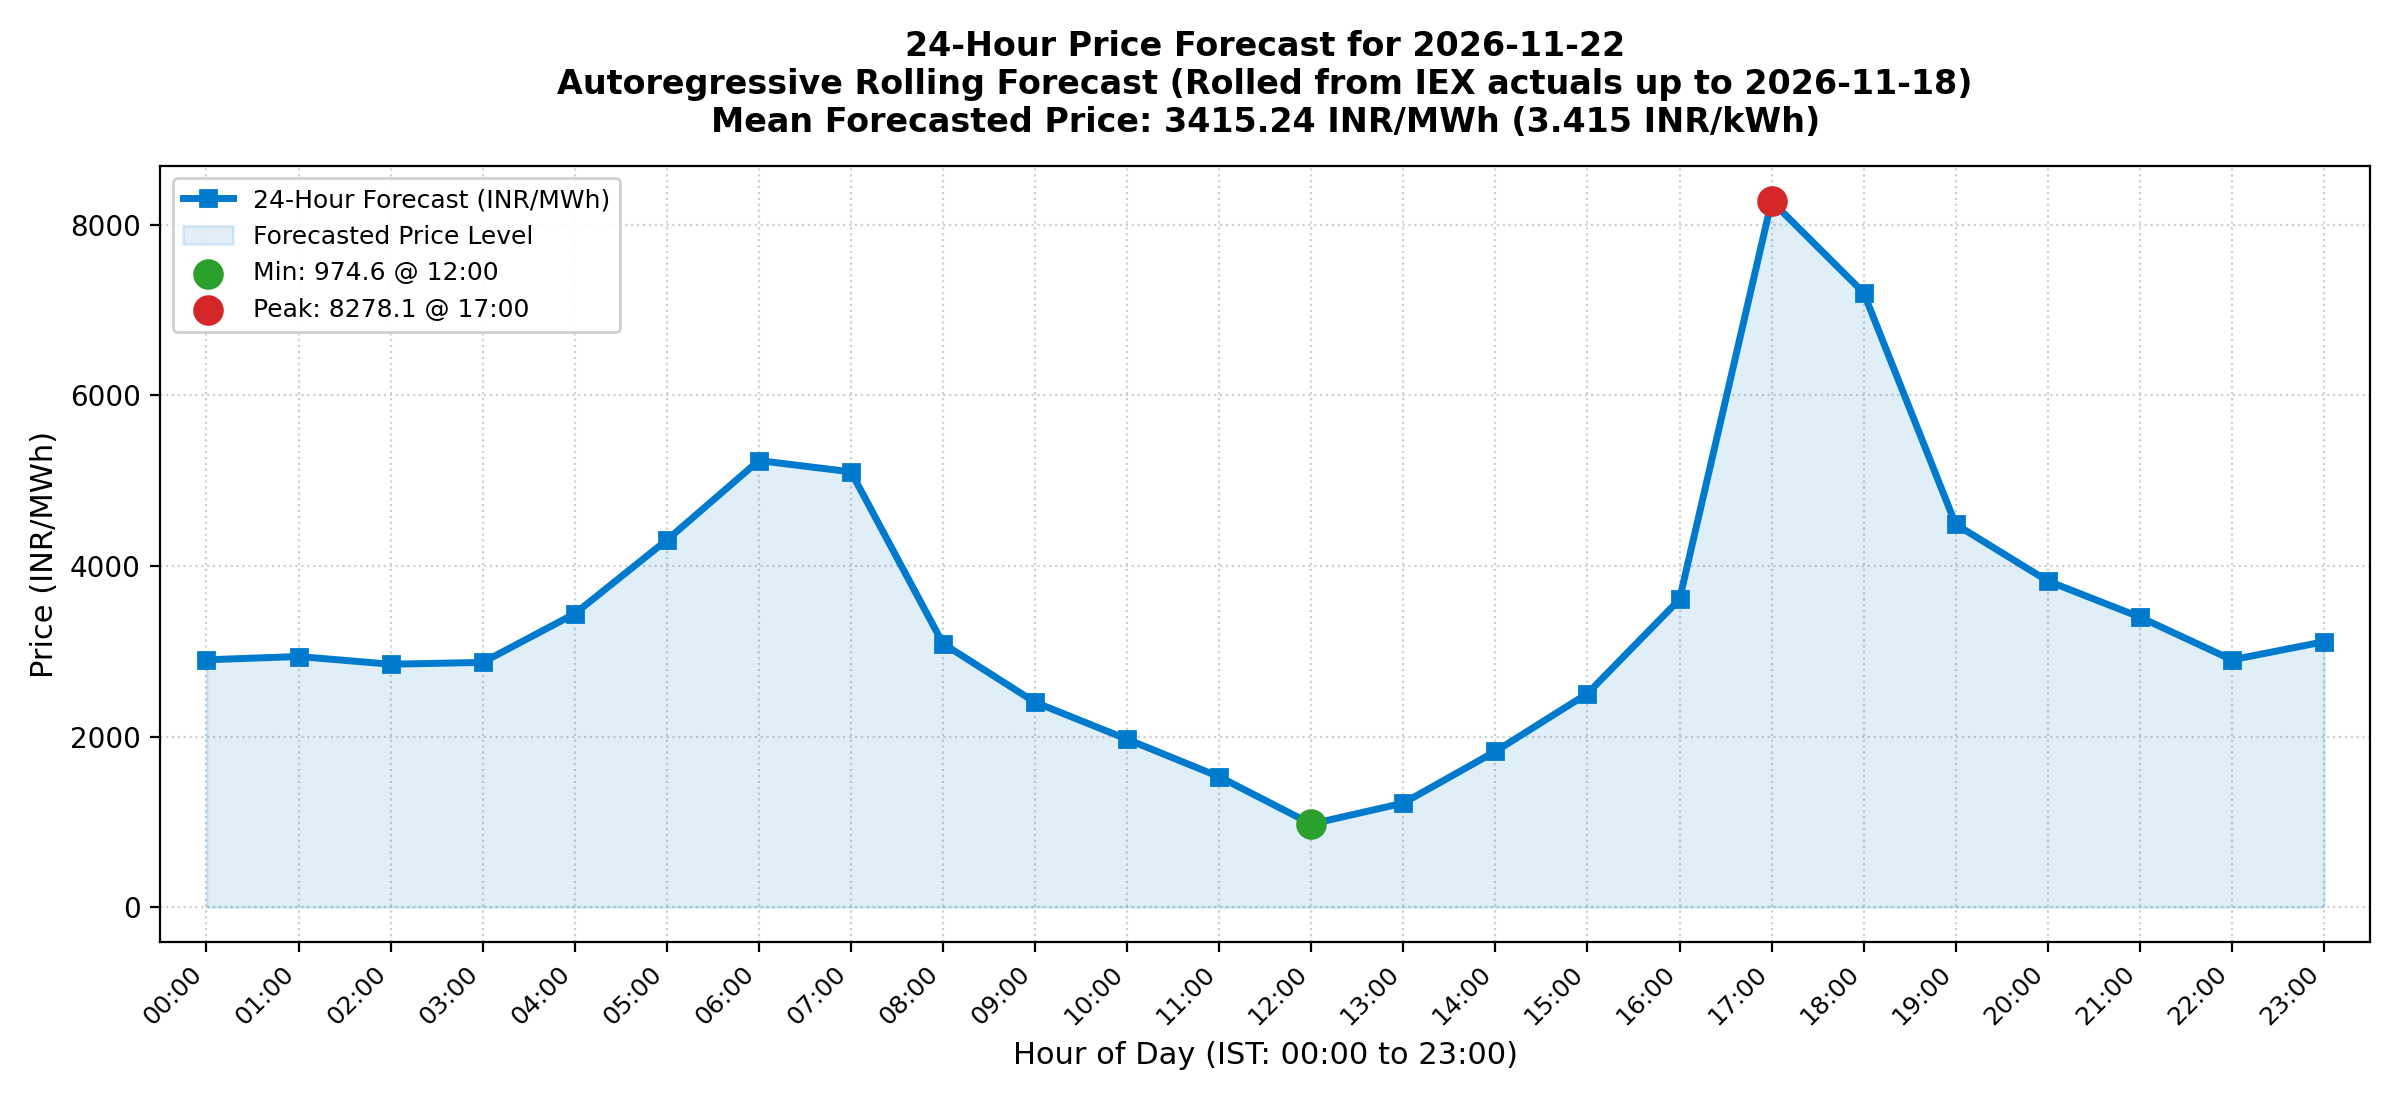 24-Hour Price Forecast for 2026-11-22
Autoregressive Rolling Forecast (Rolled from IEX actuals up to 2026-11-18)
Mean Forecasted Price: 3415.24 INR/MWh (3.415 INR/kWh)
24-Hour Forecast (INR/MWh)
Forecasted Price Level
Min: 974.6 @ 12:00
Peak: 8278.1 @ 17:00
Price (INR/MWh)
8000
6000
4000
2000
0
00:00 01:00 02:00 03:00 04:00 05:00 06:00 07:00 08:00 09:00 10:00 11:00 12:00 13:00 14:00 15:00 16:00 17:00 18:00 19:00 20:00 21:00 22:00 23:00
Hour of Day (IST: 00:00 to 23:00)